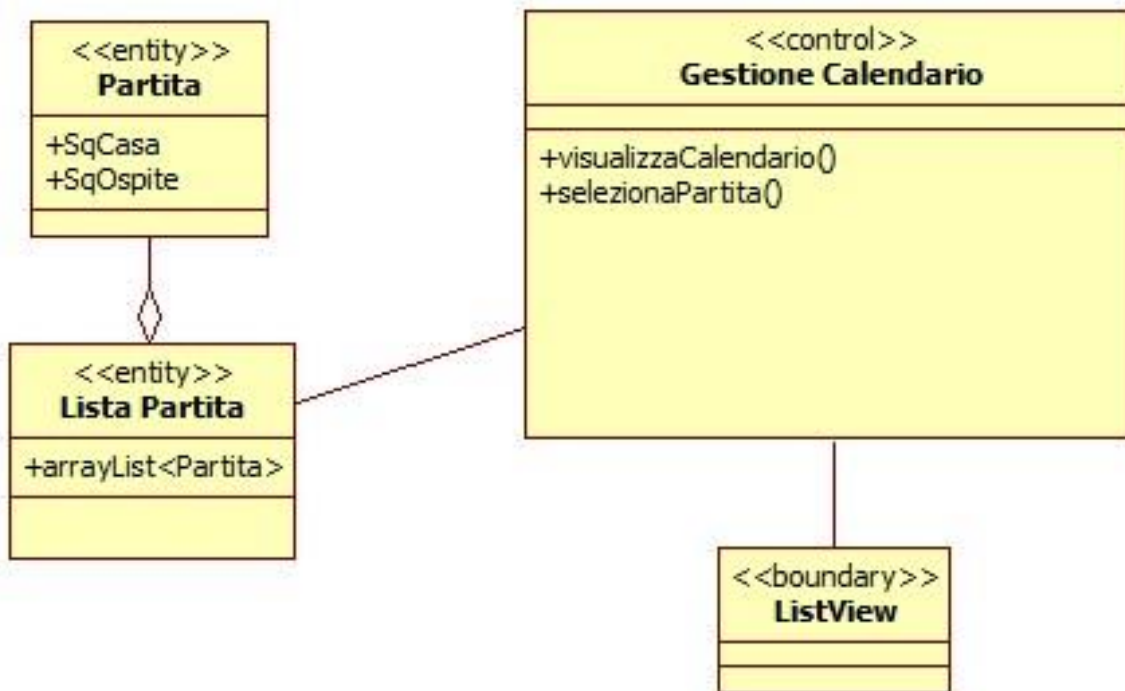 <<entity>>
Partita
+SqCasa
+SqOspite
<<control>>
Gestione Calendario
+visualizzaCalendario()
+selezionaPartita()
<<entity>>
Lista Partita
+arrayList<Partita>
<<boundary>>
ListView